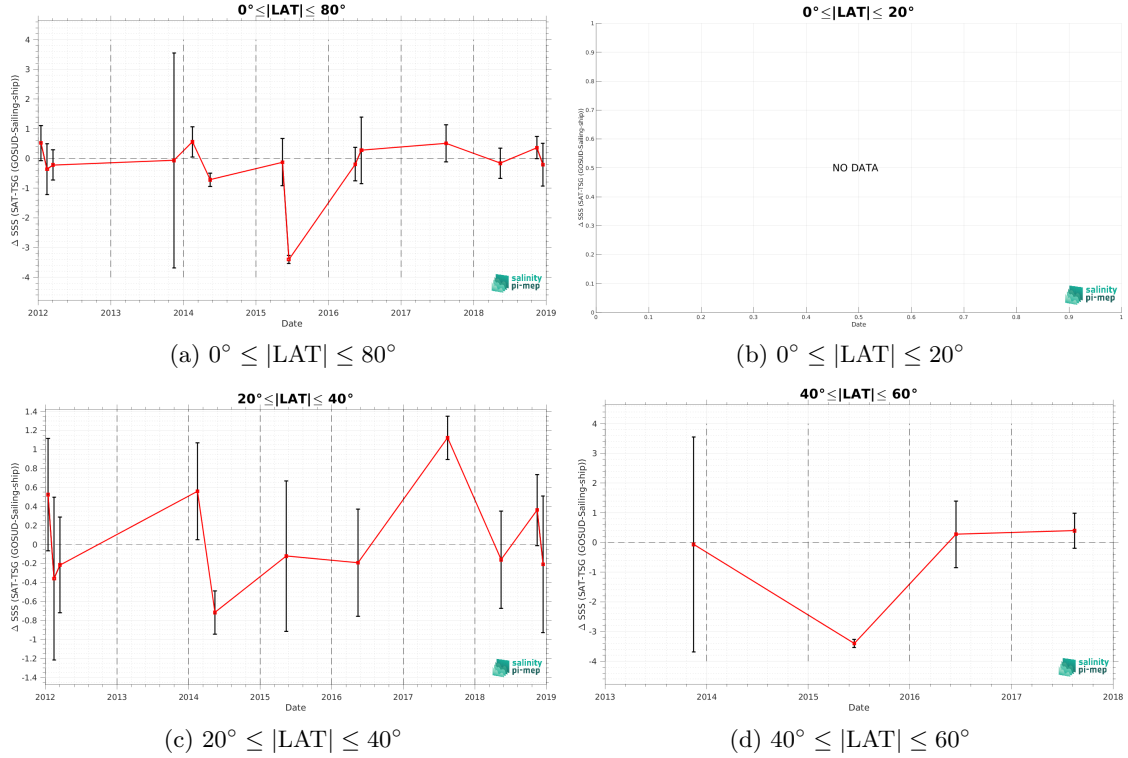 0°≤|LAT|≤ 80°
Δ SSS (SAT-TSG (GOSUD-Sailing-ship))
4
3
2
1
0
-1
-2
-3
-4
2012 2013 2014 2015 2016 2017 2018 2019
Date
salinity
pi-mep
(a) 0° ≤ |LAT| ≤ 80°
0°≤|LAT|≤ 20°
Δ SSS (SAT-TSG (GOSUD-Sailing-ship))
1
0.9
0.8
0.7
0.6
0.5
0.4
0.3
0.2
0.1
0
NO DATA
0 0.1 0.2 0.3 0.4 0.5 0.6 0.7 0.8 0.9 1
Date
salinity
pi-mep
(b) 0° ≤ |LAT| ≤ 20°
20°≤|LAT|≤ 40°
Δ SSS (SAT-TSG (GOSUD-Sailing-ship))
1.4
1.2
1
0.8
0.6
0.4
0.2
0
-0.2
-0.4
-0.6
-0.8
-1
-1.2
-1.4
2012 2013 2014 2015 2016 2017 2018 2019
Date
salinity
pi-mep
(c) 20° ≤ |LAT| ≤ 40°
40°≤|LAT|≤ 60°
Δ SSS (SAT-TSG (GOSUD-Sailing-ship))
4
3
2
1
0
-1
-2
-3
-4
2013 2014 2015 2016 2017 2018
Date
salinity
pi-mep
(d) 40° ≤ |LAT| ≤ 60°